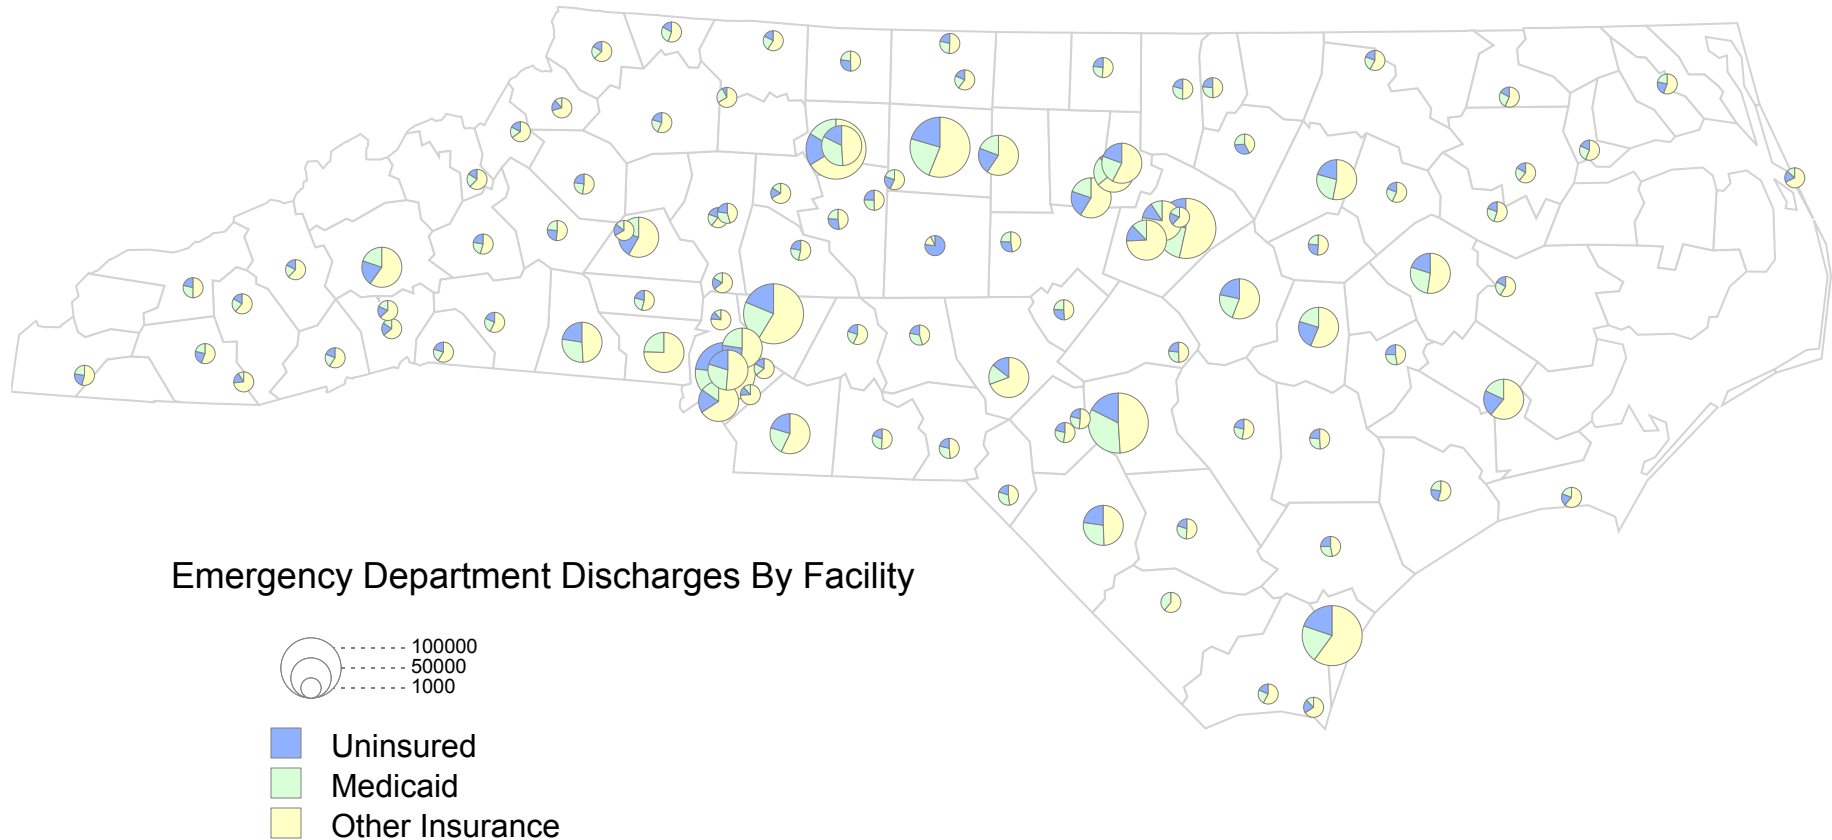 Emergency Department Discharges By Facility
100000
50000
1000
Uninsured
Medicaid
Other Insurance